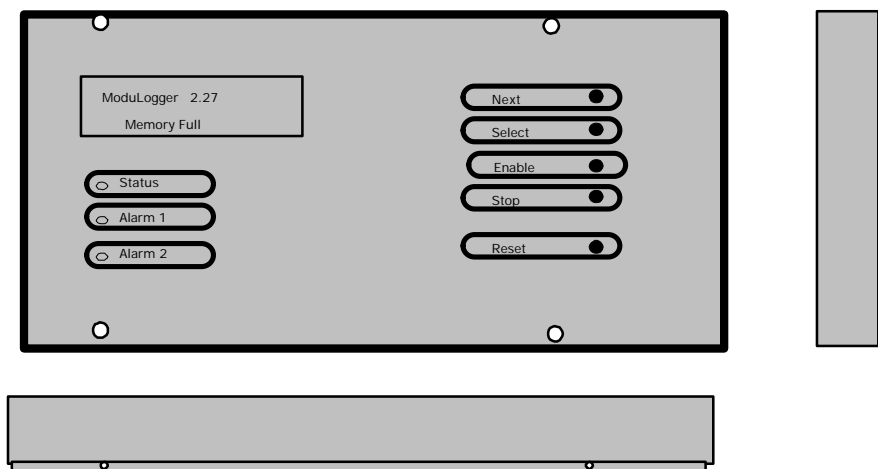 ModuLogger 2.27
Memory Full
Status
Alarm 1
Alarm 2
Next
Select
Enable
Stop
Reset